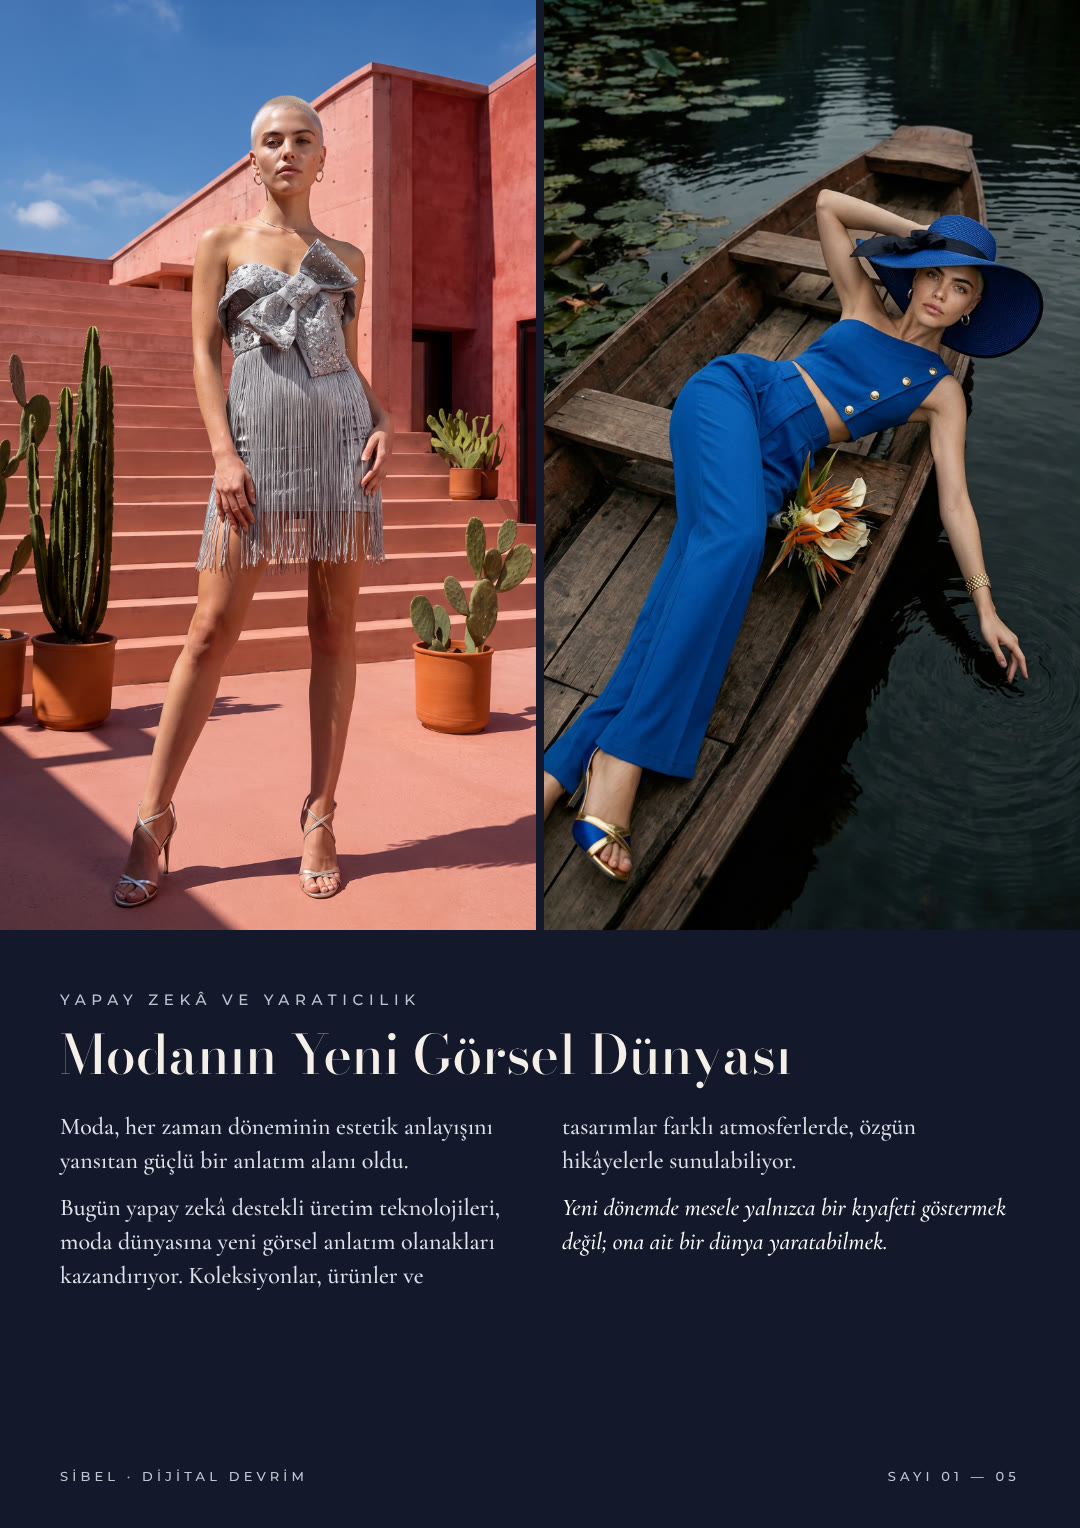 YAPAY ZEKÂ VE YARATICILIK
Modanın Yeni Görsel Dünyası
Moda, her zaman döneminin estetik anlayışını
yansıtan güçlü bir anlatım alanı oldu.
Bugün yapay zekâ destekli üretim teknolojileri,
moda dünyasına yeni görsel anlatım olanakları
kazandırıyor. Koleksiyonlar, ürünler ve
tasarımlar farklı atmosferlerde, özgün
hikâyelerle sunulabiliyor.
Yeni dönemde mesele yalnızca bir kıyafeti göstermek
değil; ona ait bir dünya yaratabilmek.
SİBEL · DİJİTAL DEVRİM
SAYI 01 — 05